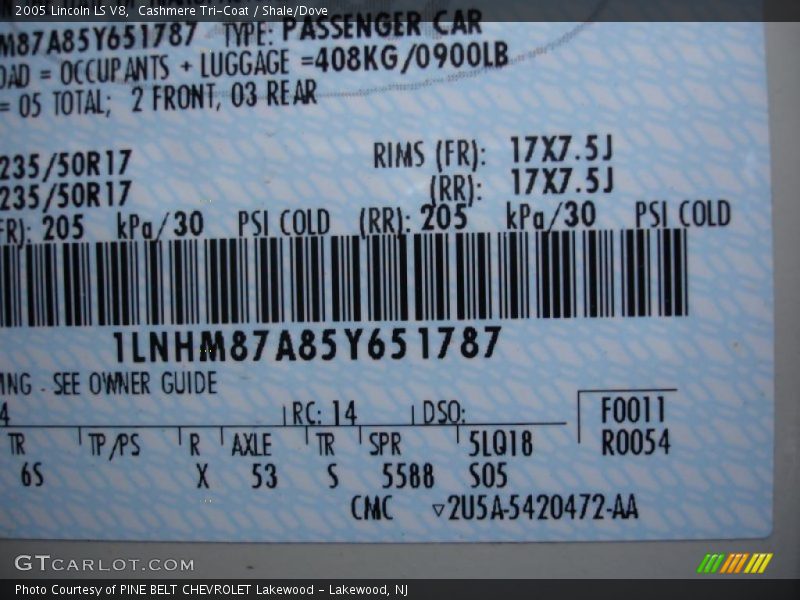 2005 Lincoln LS V8, Cashmere Tri-Coat / Shale/Dove
M87A85Y651787 TYPE: PASSENGER CAR
OAD = OCCUPANTS + LUGGAGE =408KG/0900LB
= 05 TOTAL; 2 FRONT, 03 REAR
235/50R17 RIMS (FR): 17X7.5J
235/50R17 (RR): 17X7.5J
FR): 205 kPa/30 PSI COLD (RR): 205 kPa/30 PSI COLD
1LNHM87A85Y651787
ING - SEE OWNER GUIDE
4 RC: 14 DSO: F0011
TR TP/PS R AXLE TR SPR 5LQ18 R0054
6S X 53 S 5588 S05
CMC ▿2U5A-5420472-AA
GTCARLOT.COM
Photo Courtesy of PINE BELT CHEVROLET Lakewood - Lakewood, NJ